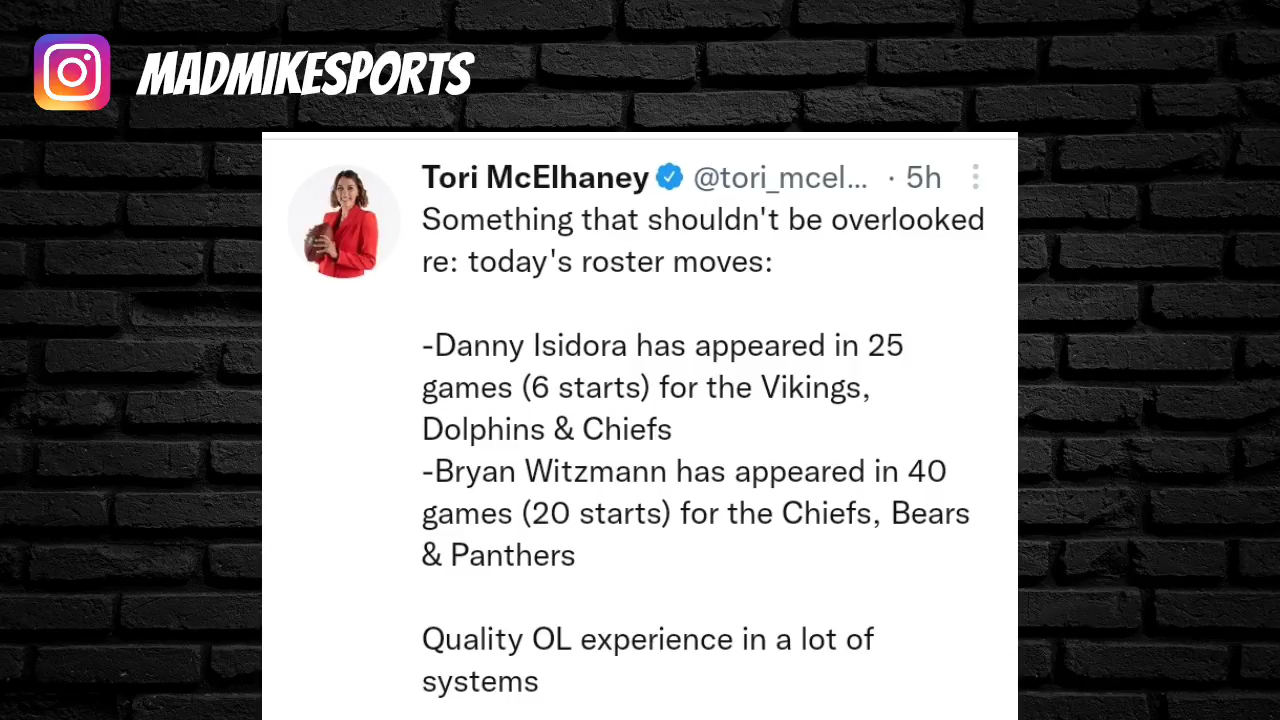 MADMIKESPORTS
Tori McElhaney @tori_mcel... · 5h
Something that shouldn't be overlooked
re: today's roster moves:
-Danny Isidora has appeared in 25
games (6 starts) for the Vikings,
Dolphins & Chiefs
-Bryan Witzmann has appeared in 40
games (20 starts) for the Chiefs, Bears
& Panthers
Quality OL experience in a lot of
systems